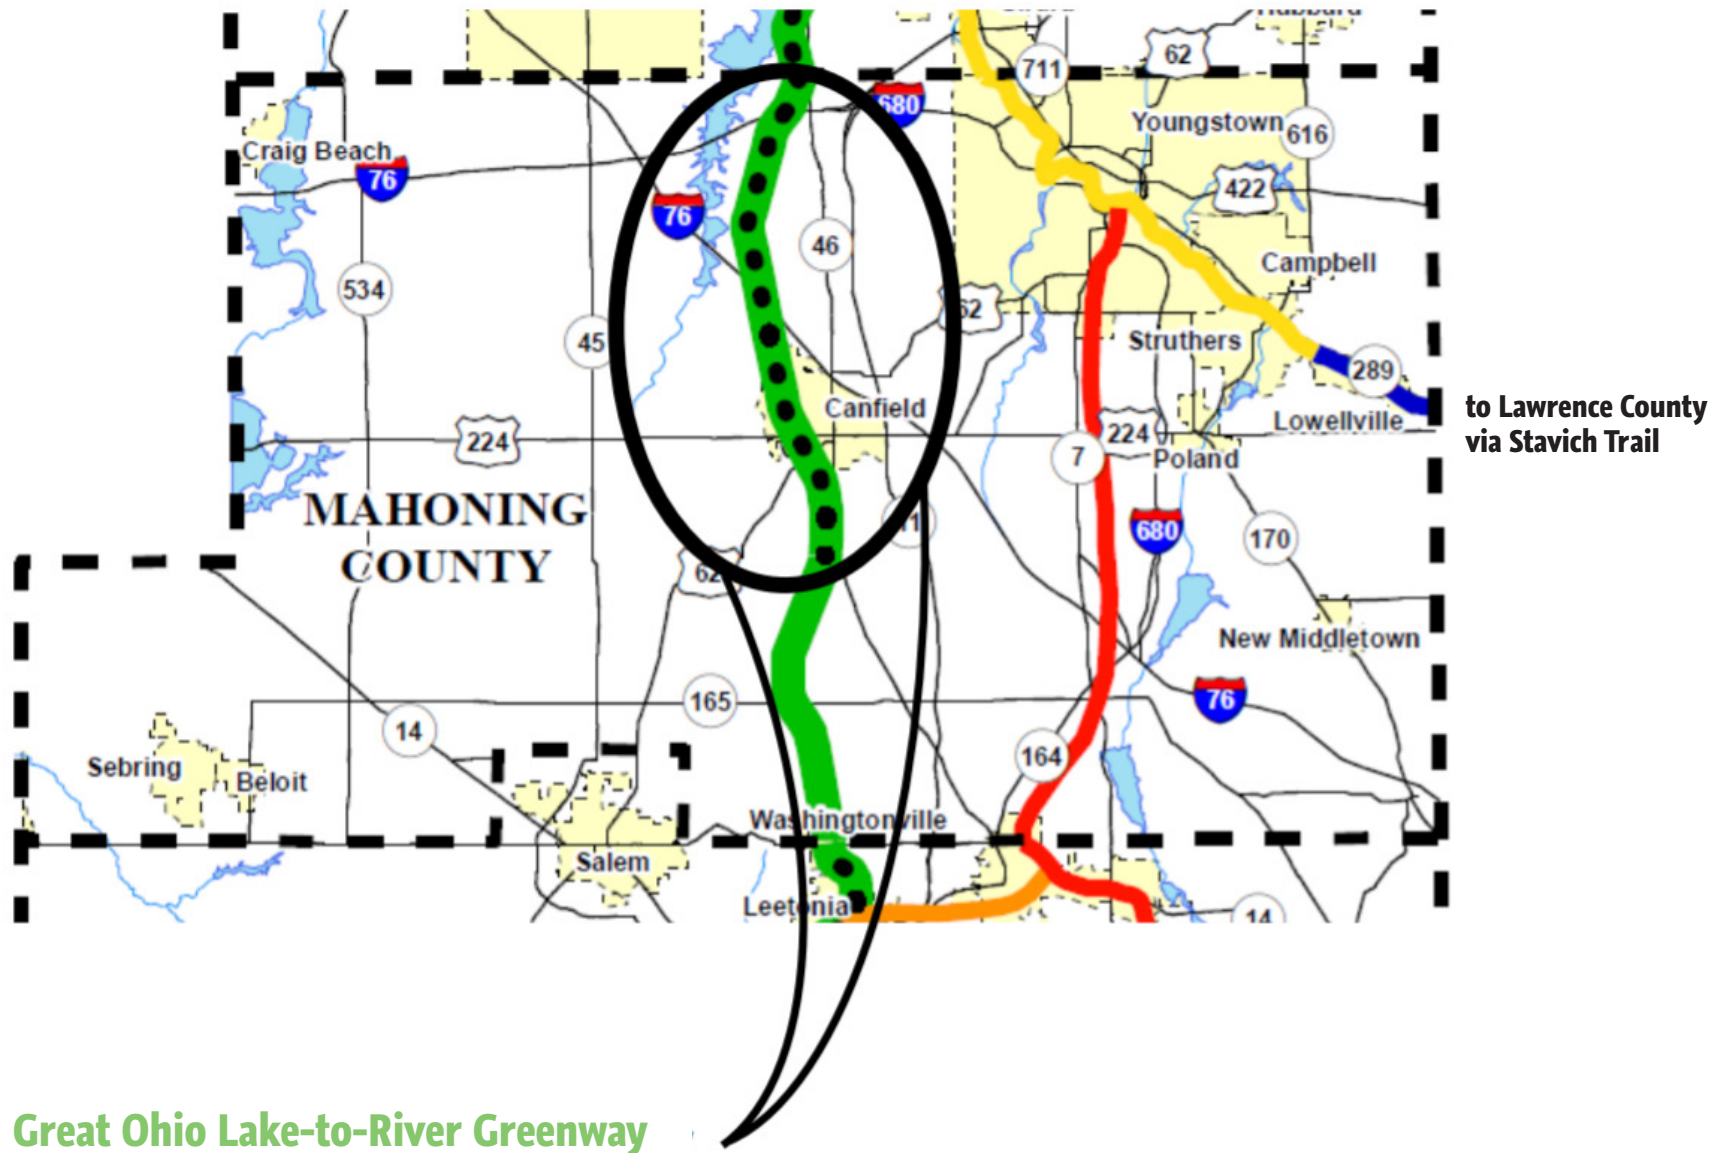 711
62
680
Youngstown
616
Craig Beach
76
422
76
46
Campbell
534
62
Struthers
45
289
Canfield
to Lawrence County
via Stavich Trail
Lowellville
224
224
7
Poland
MAHONING
COUNTY
680
170
62
New Middletown
165
76
14
164
Sebring
Beloit
Washingtonville
Salem
Leetonia
14
Great Ohio Lake-to-River Greenway